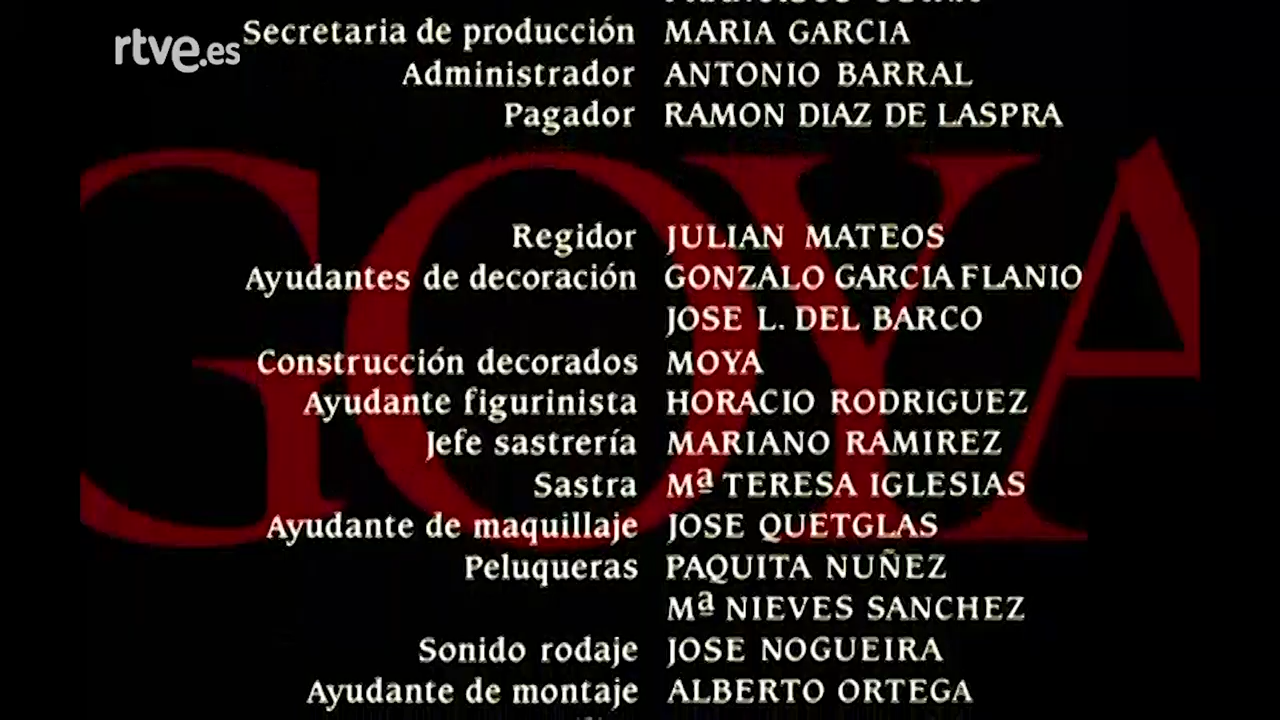 rtve.es
Secretaria de producción MARIA GARCIA
Administrador ANTONIO BARRAL
Pagador RAMON DIAZ DE LASPRA
GOYA
Regidor JULIAN MATEOS
Ayudantes de decoración GONZALO GARCIA FLANIO
JOSE L. DEL BARCO
Construcción decorados MOYA
Ayudante figurinista HORACIO RODRIGUEZ
Jefe sastrería MARIANO RAMIREZ
Sastra Mª TERESA IGLESIAS
Ayudante de maquillaje JOSE QUETGLAS
Peluqueras PAQUITA NUÑEZ
Mª NIEVES SANCHEZ
Sonido rodaje JOSE NOGUEIRA
Ayudante de montaje ALBERTO ORTEGA